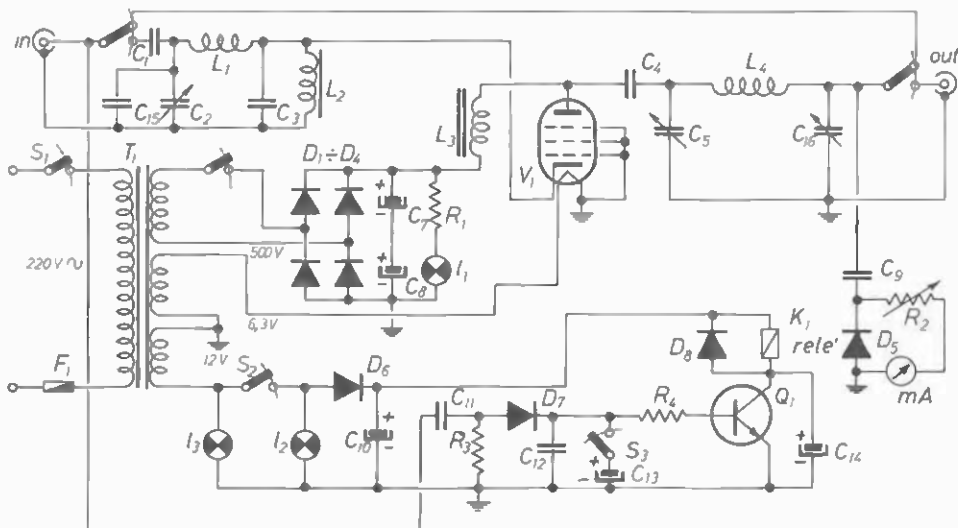 in
C1
L1
L2
C15
C2
C3
L3
V1
C4
L4
C5
C16
out
S1
T1
D1÷D4
+
-
C7
R1
+
-
C8
I1
500V
220V~
6,3V
12V
F1
S2
D6
I3
I2
C10
+
-
C11
R3
D7
C12
S3
+
-
C13
R4
Q1
D8
K1
rele'
+
-
C14
C9
R2
D5
mA